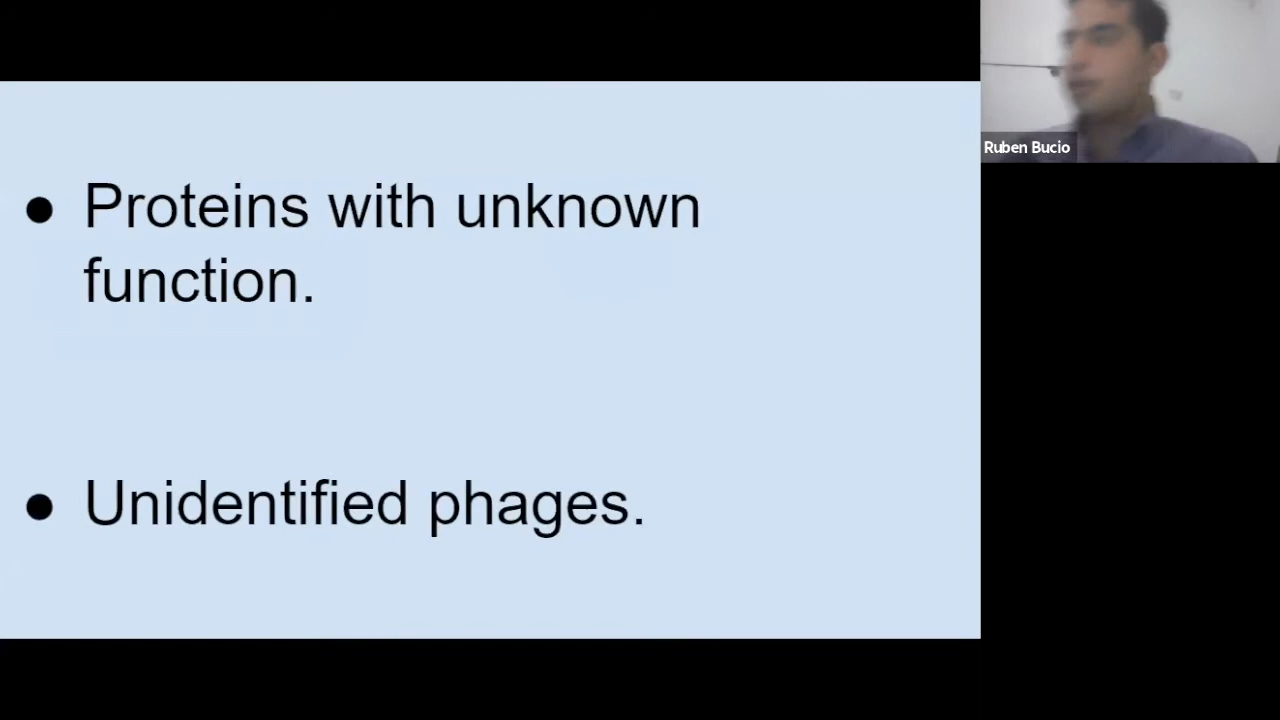 ● Proteins with unknown
function.
● Unidentified phages.
Ruben Bucio